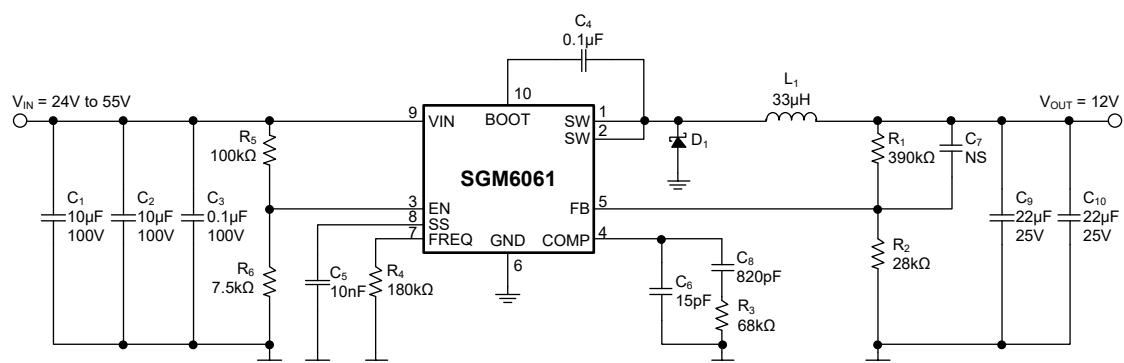 C4
0.1µF
VIN = 24V to 55V
10
L1
33µH
VOUT = 12V
9
VIN
BOOT
SW
1
SW
2
R5
100kΩ
D1
R1
390kΩ
C7
NS
SGM6061
C1
10µF
100V
C2
10µF
100V
C3
0.1µF
100V
3
EN
8
SS
7
FREQ
GND
6
FB
5
COMP
4
C9
22µF
25V
C10
22µF
25V
R6
7.5kΩ
C5
10nF
R4
180kΩ
C6
15pF
C8
820pF
R3
68kΩ
R2
28kΩ